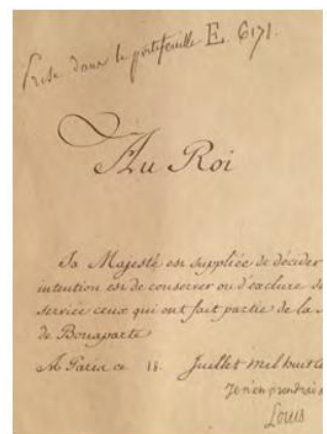 Prise dans le portefeuille E. 6171.
Au Roi
Sa Majesté est suppliée de décider
intention est de conserver ou d'exclure
service ceux qui ont fait partie de la
de Bonaparte
A Paris ce 18. Juillet mil huit
Je n'en prendrai
Louis